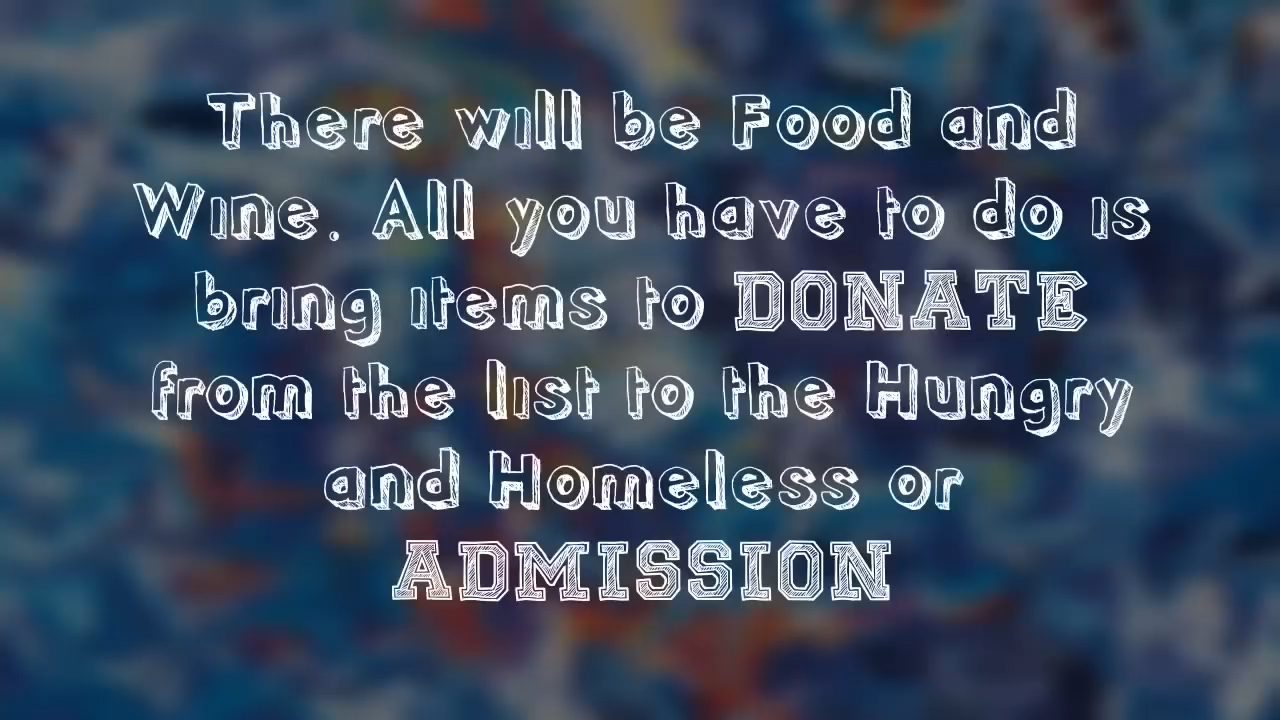 There will be Food and
Wine. All you have to do is
bring items to DONATE
from the list to the Hungry
and Homeless or
ADMISSION